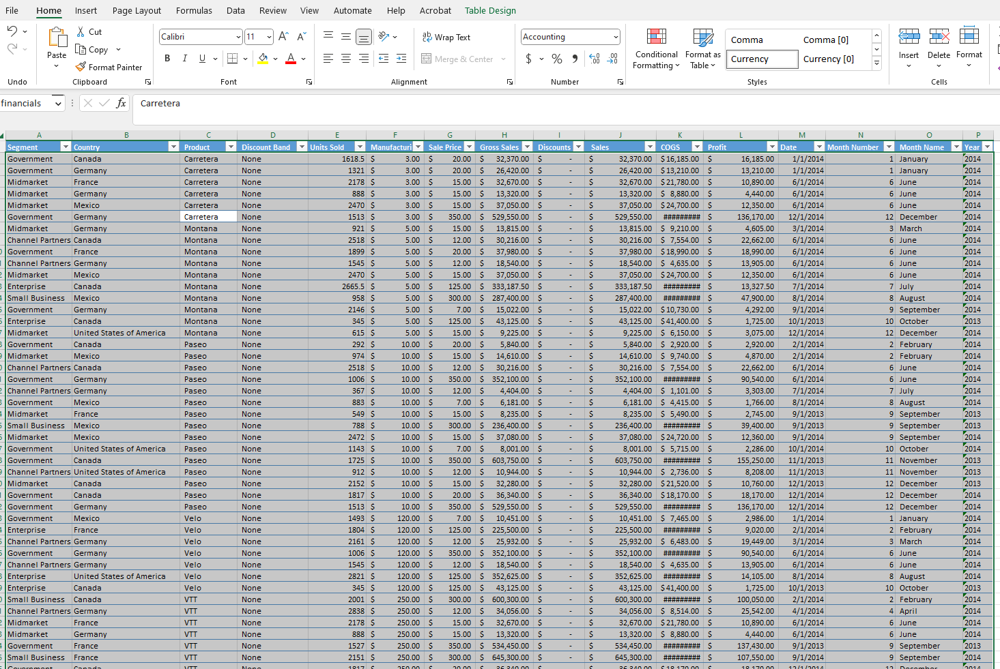 File Home Insert Page Layout Formulas Data Review View Automate Help Acrobat Table Design
Cut
Copy
Format Painter
Paste
Calibri 11
B I U
ab Wrap Text
Merge & Center
Accounting
$ % 9
Conditional Formatting
Format as Table
Comma Comma [0]
Currency Currency [0]
Insert Delete Format
Undo Clipboard Font Alignment Number Styles Cells
financials fx Carretera
A B C D E F G H I J K L M N O P
Segment Country Product Discount Band Units Sold Manufacturi Sale Price Gross Sales Discounts Sales COGS Profit Date Month Number Month Name Year
Government Canada Carretera None 1618.5 $ 3.00 $ 20.00 $ 32,370.00 $ - $ 32,370.00 $16,185.00 $ 16,185.00 1/1/2014 1 January 2014
Government Germany Carretera None 1321 $ 3.00 $ 20.00 $ 26,420.00 $ - $ 26,420.00 $13,210.00 $ 13,210.00 1/1/2014 1 January 2014
Midmarket France Carretera None 2178 $ 3.00 $ 15.00 $ 32,670.00 $ - $ 32,670.00 $21,780.00 $ 10,890.00 6/1/2014 6 June 2014
Midmarket Germany Carretera None 888 $ 3.00 $ 15.00 $ 13,320.00 $ - $ 13,320.00 $ 8,880.00 $ 4,440.00 6/1/2014 6 June 2014
Midmarket Mexico Carretera None 2470 $ 3.00 $ 15.00 $ 37,050.00 $ - $ 37,050.00 $24,700.00 $ 12,350.00 6/1/2014 6 June 2014
Government Germany Carretera None 1513 $ 3.00 $ 350.00 $ 529,550.00 $ - $ 529,550.00 ######### $ 136,170.00 12/1/2014 12 December 2014
Midmarket Germany Montana None 921 $ 5.00 $ 15.00 $ 13,815.00 $ - $ 13,815.00 $ 9,210.00 $ 4,605.00 3/1/2014 3 March 2014
Channel Partners Canada Montana None 2518 $ 5.00 $ 12.00 $ 30,216.00 $ - $ 30,216.00 $ 7,554.00 $ 22,662.00 6/1/2014 6 June 2014
Government France Montana None 1899 $ 5.00 $ 20.00 $ 37,980.00 $ - $ 37,980.00 $18,990.00 $ 18,990.00 6/1/2014 6 June 2014
Channel Partners Germany Montana None 1545 $ 5.00 $ 12.00 $ 18,540.00 $ - $ 18,540.00 $ 4,635.00 $ 13,905.00 6/1/2014 6 June 2014
Midmarket Mexico Montana None 2470 $ 5.00 $ 15.00 $ 37,050.00 $ - $ 37,050.00 $24,700.00 $ 12,350.00 6/1/2014 6 June 2014
Enterprise Canada Montana None 2665.5 $ 5.00 $ 125.00 $ 333,187.50 $ - $ 333,187.50 ######### $ 13,327.50 7/1/2014 7 July 2014
Small Business Mexico Montana None 958 $ 5.00 $ 300.00 $ 287,400.00 $ - $ 287,400.00 ######### $ 47,900.00 8/1/2014 8 August 2014
Government Germany Montana None 2146 $ 5.00 $ 7.00 $ 15,022.00 $ - $ 15,022.00 $10,730.00 $ 4,292.00 9/1/2014 9 September 2014
Enterprise Canada Montana None 345 $ 5.00 $ 125.00 $ 43,125.00 $ - $ 43,125.00 $41,400.00 $ 1,725.00 10/1/2013 10 October 2013
Midmarket United States of America Montana None 615 $ 5.00 $ 15.00 $ 9,225.00 $ - $ 9,225.00 $ 6,150.00 $ 3,075.00 12/1/2014 12 December 2014
Government Canada Paseo None 292 $ 10.00 $ 20.00 $ 5,840.00 $ - $ 5,840.00 $ 2,920.00 $ 2,920.00 2/1/2014 2 February 2014
Midmarket Mexico Paseo None 974 $ 10.00 $ 15.00 $ 14,610.00 $ - $ 14,610.00 $ 9,740.00 $ 4,870.00 2/1/2014 2 February 2014
Channel Partners Canada Paseo None 2518 $ 10.00 $ 12.00 $ 30,216.00 $ - $ 30,216.00 $ 7,554.00 $ 22,662.00 6/1/2014 6 June 2014
Government Germany Paseo None 1006 $ 10.00 $ 350.00 $ 352,100.00 $ - $ 352,100.00 ######### $ 90,540.00 6/1/2014 6 June 2014
Channel Partners Germany Paseo None 367 $ 10.00 $ 12.00 $ 4,404.00 $ - $ 4,404.00 $ 1,101.00 $ 3,303.00 7/1/2014 7 July 2014
Government Mexico Paseo None 883 $ 10.00 $ 7.00 $ 6,181.00 $ - $ 6,181.00 $ 4,415.00 $ 1,766.00 8/1/2014 8 August 2014
Midmarket France Paseo None 549 $ 10.00 $ 15.00 $ 8,235.00 $ - $ 8,235.00 $ 5,490.00 $ 2,745.00 9/1/2013 9 September 2013
Small Business Mexico Paseo None 788 $ 10.00 $ 300.00 $ 236,400.00 $ - $ 236,400.00 ######### $ 39,400.00 9/1/2013 9 September 2013
Midmarket Mexico Paseo None 2472 $ 10.00 $ 15.00 $ 37,080.00 $ - $ 37,080.00 $24,720.00 $ 12,360.00 9/1/2014 9 September 2014
Government United States of America Paseo None 1143 $ 10.00 $ 7.00 $ 8,001.00 $ - $ 8,001.00 $ 5,715.00 $ 2,286.00 10/1/2014 10 October 2014
Government Canada Paseo None 1725 $ 10.00 $ 350.00 $ 603,750.00 $ - $ 603,750.00 ######### $ 155,250.00 11/1/2013 11 November 2013
Channel Partners United States of America Paseo None 912 $ 10.00 $ 12.00 $ 10,944.00 $ - $ 10,944.00 $ 2,736.00 $ 8,208.00 11/1/2013 11 November 2013
Midmarket Canada Paseo None 2152 $ 10.00 $ 15.00 $ 32,280.00 $ - $ 32,280.00 $21,520.00 $ 10,760.00 12/1/2013 12 December 2013
Government Canada Paseo None 1817 $ 10.00 $ 20.00 $ 36,340.00 $ - $ 36,340.00 $18,170.00 $ 18,170.00 12/1/2014 12 December 2014
Government Germany Paseo None 1513 $ 10.00 $ 350.00 $ 529,550.00 $ - $ 529,550.00 ######### $ 136,170.00 12/1/2014 12 December 2014
Government Mexico Velo None 1493 $ 120.00 $ 7.00 $ 10,451.00 $ - $ 10,451.00 $ 7,465.00 $ 2,986.00 1/1/2014 1 January 2014
Enterprise France Velo None 1804 $ 120.00 $ 125.00 $ 225,500.00 $ - $ 225,500.00 ######### $ 9,020.00 2/1/2014 2 February 2014
Channel Partners Germany Velo None 2161 $ 120.00 $ 12.00 $ 25,932.00 $ - $ 25,932.00 $ 6,483.00 $ 19,449.00 3/1/2014 3 March 2014
Government Germany Velo None 1006 $ 120.00 $ 350.00 $ 352,100.00 $ - $ 352,100.00 ######### $ 90,540.00 6/1/2014 6 June 2014
Channel Partners Germany Velo None 1545 $ 120.00 $ 12.00 $ 18,540.00 $ - $ 18,540.00 $ 4,635.00 $ 13,905.00 6/1/2014 6 June 2014
Enterprise United States of America Velo None 2821 $ 120.00 $ 125.00 $ 352,625.00 $ - $ 352,625.00 ######### $ 14,105.00 8/1/2014 8 August 2014
Enterprise Canada Velo None 345 $ 120.00 $ 125.00 $ 43,125.00 $ - $ 43,125.00 $41,400.00 $ 1,725.00 10/1/2013 10 October 2013
Small Business Canada VTT None 2001 $ 250.00 $ 300.00 $ 600,300.00 $ - $ 600,300.00 ######### $ 100,050.00 2/1/2014 2 February 2014
Channel Partners Germany VTT None 2838 $ 250.00 $ 12.00 $ 34,056.00 $ - $ 34,056.00 $ 8,514.00 $ 25,542.00 4/1/2014 4 April 2014
Midmarket France VTT None 2178 $ 250.00 $ 15.00 $ 32,670.00 $ - $ 32,670.00 $21,780.00 $ 10,890.00 6/1/2014 6 June 2014
Midmarket Germany VTT None 888 $ 250.00 $ 15.00 $ 13,320.00 $ - $ 13,320.00 $ 8,880.00 $ 4,440.00 6/1/2014 6 June 2014
Government France VTT None 1527 $ 250.00 $ 350.00 $ 534,450.00 $ - $ 534,450.00 ######### $ 137,430.00 9/1/2013 9 September 2013
Small Business France VTT None 2151 $ 250.00 $ 300.00 $ 645,300.00 $ - $ 645,300.00 ######### $ 107,550.00 9/1/2014 9 September 2014